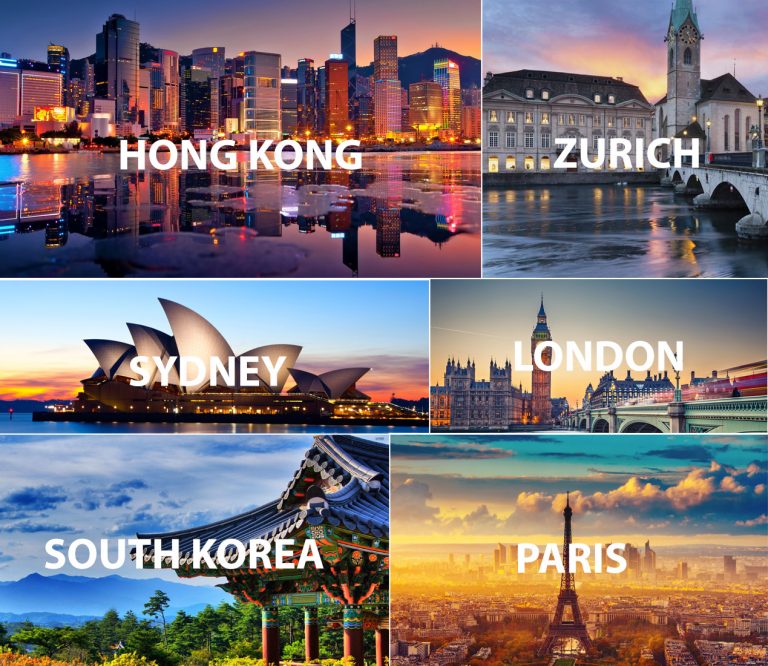 HONG KONG
ZURICH
SYDNEY
LONDON
SOUTH KOREA
PARIS